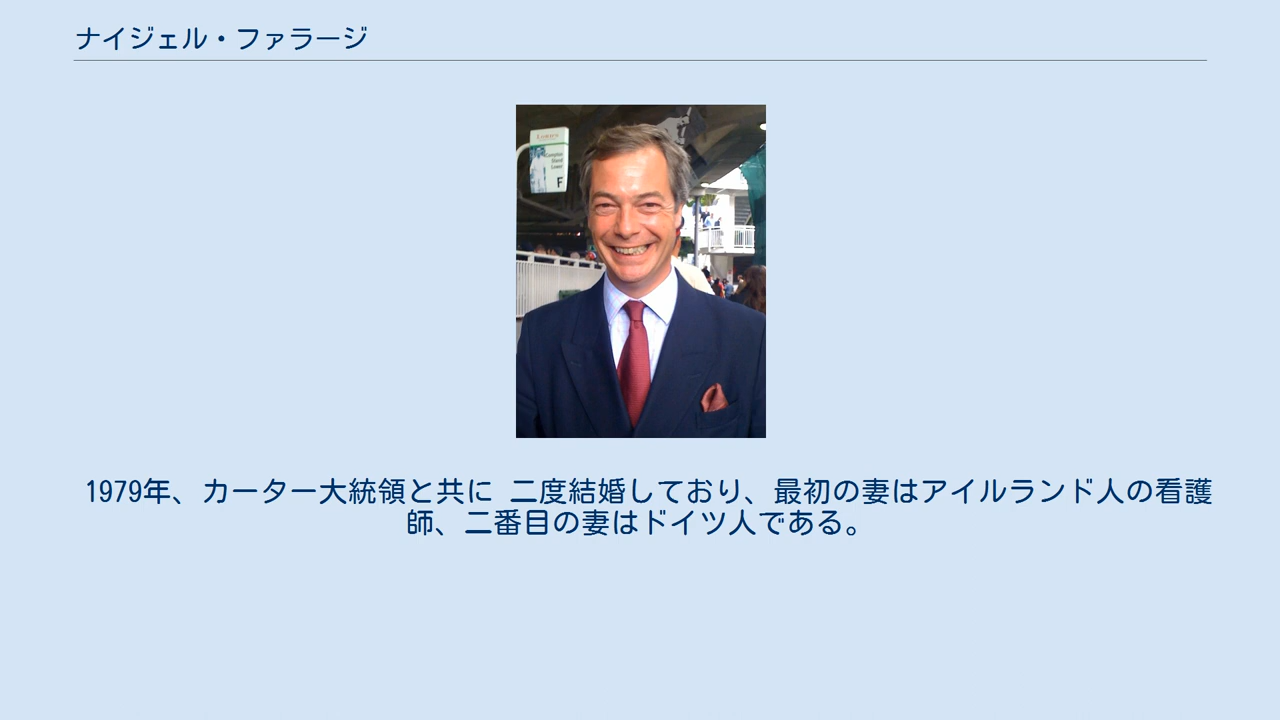 ナイジェル・ファラージ
Compton
Stand
Lower
F
1979年、カーター大統領と共に 二度結婚しており、最初の妻はアイルランド人の看護
師、二番目の妻はドイツ人である。